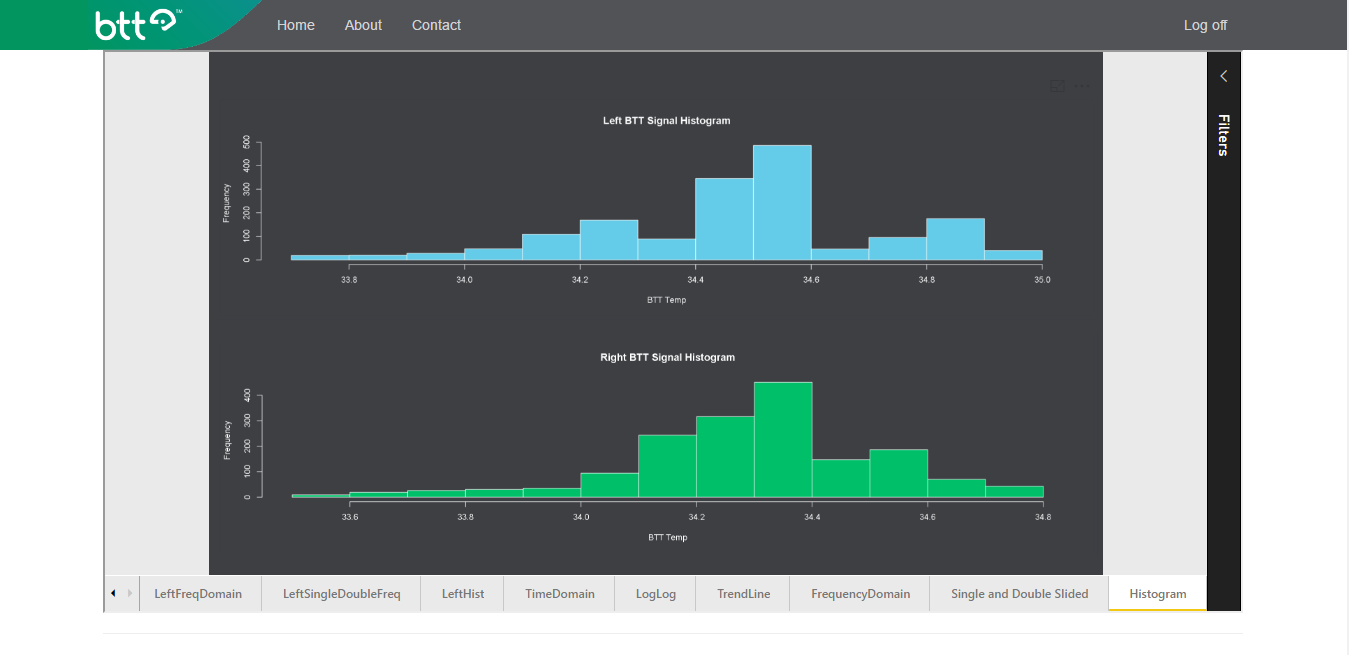 btt™
Home About Contact Log off
Filters
Left BTT Signal Histogram
Frequency
0 100 200 300 400 500
33.8 34.0 34.2 34.4 34.6 34.8 35.0
BTT Temp
Right BTT Signal Histogram
Frequency
0 100 200 300 400
33.6 33.8 34.0 34.2 34.4 34.6 34.8
BTT Temp
LeftFreqDomain LeftSingleDoubleFreq LeftHist TimeDomain LogLog TrendLine FrequencyDomain Single and Double Slided Histogram